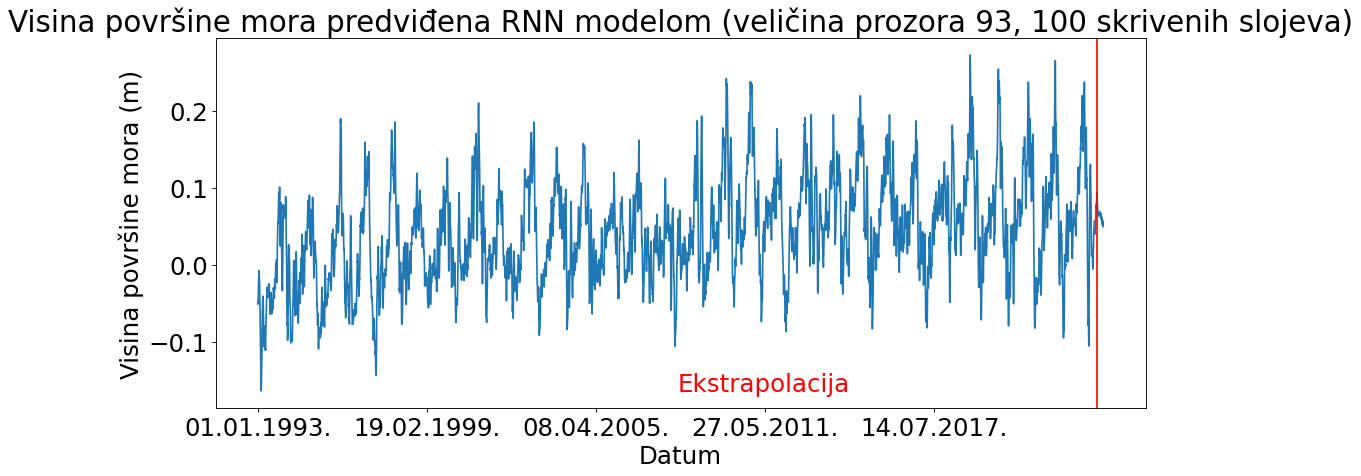 Visina površine mora predviđena RNN modelom (veličina prozora 93, 100 skrivenih slojeva)
Visina površine mora (m)
0.2
0.1
0.0
−0.1
Ekstrapolacija
01.01.1993. 19.02.1999. 08.04.2005. 27.05.2011. 14.07.2017.
Datum